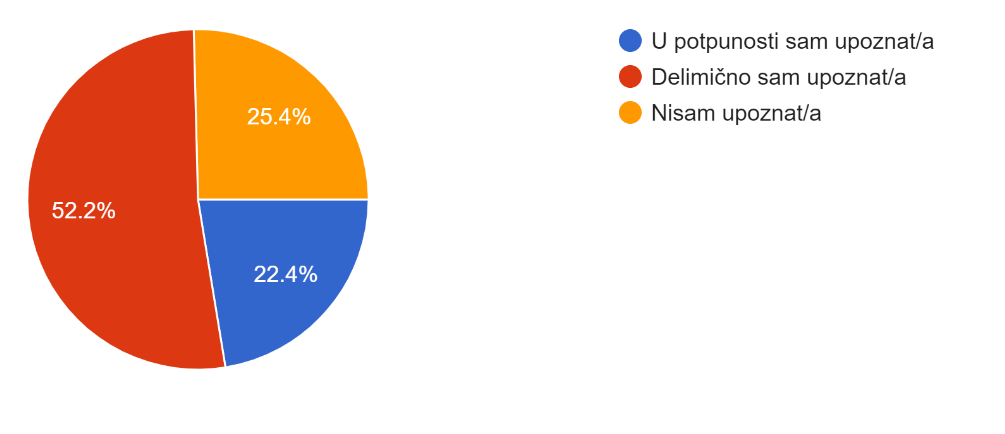 U potpunosti sam upoznat/a
Delimično sam upoznat/a
Nisam upoznat/a
25.4%
52.2%
22.4%